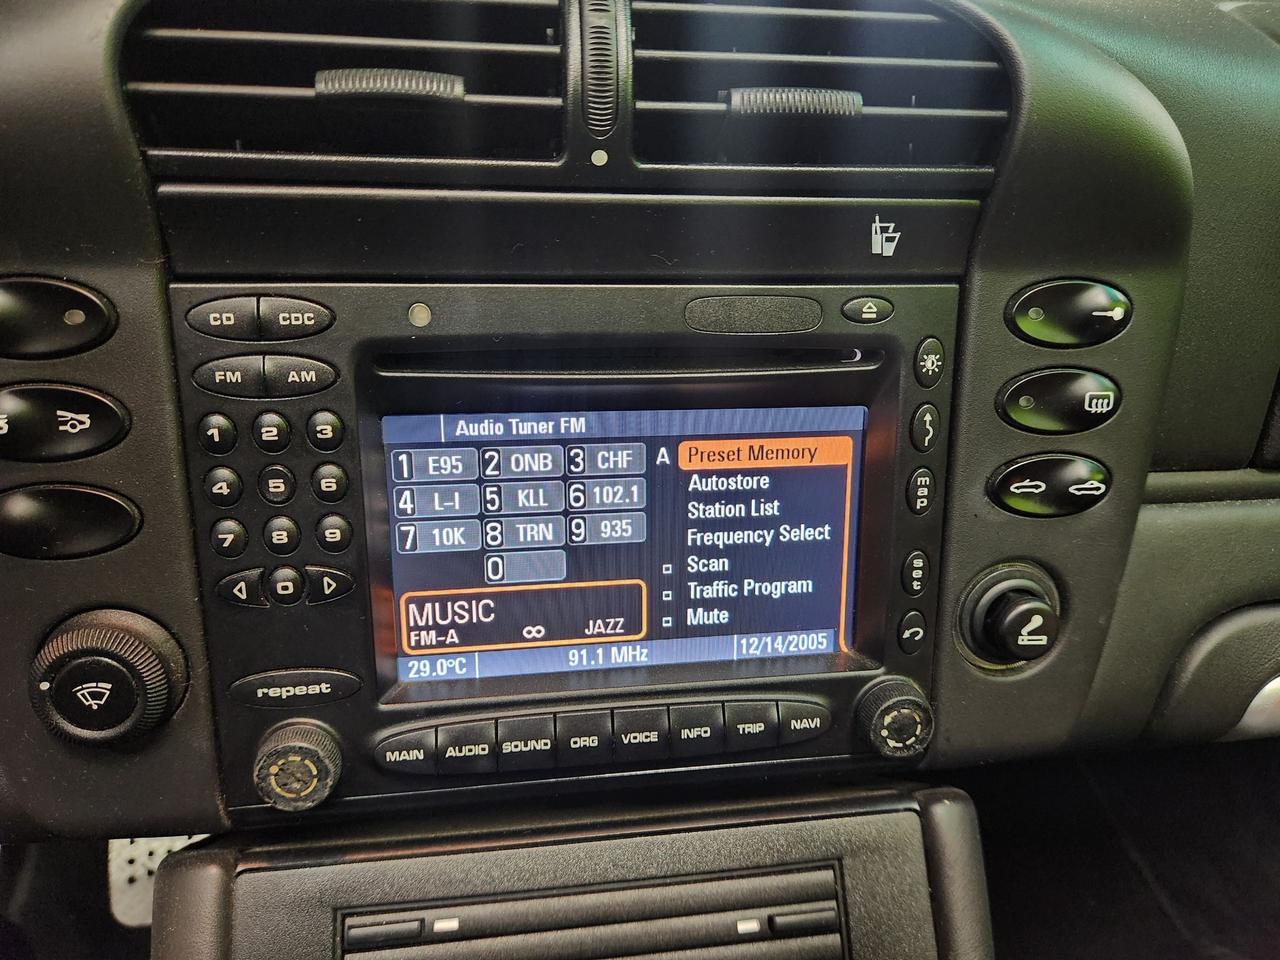 CD
CDC
FM
AM
1
2
3
4
5
6
7
8
9
0
repeat
Audio Tuner FM
1 E95
2 ONB
3 CHF
4 L-I
5 KLL
6 102.1
7 10K
8 TRN
9 935
0
MUSIC
FM-A
JAZZ
A
Preset Memory
Autostore
Station List
Frequency Select
Scan
Traffic Program
Mute
29.0°C
91.1 MHz
12/14/2005
map
set
MAIN
AUDIO
SOUND
ORG
VOICE
INFO
TRIP
NAVI